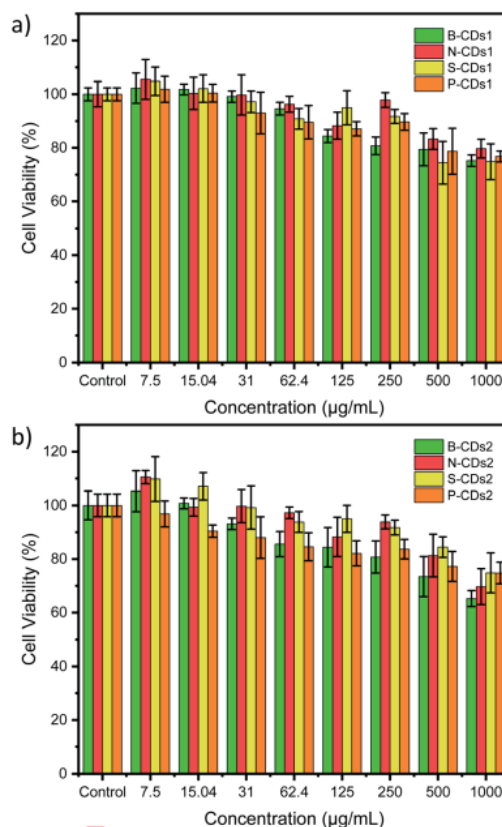 a)
B-CDs1
N-CDs1
S-CDs1
P-CDs1
120
100
80
60
40
20
0
Cell Viability (%)
Control 7.5 15.04 31 62.4 125 250 500 1000
Concentration (µg/mL)
b)
B-CDs2
N-CDs2
S-CDs2
P-CDs2
120
100
80
60
40
20
0
Cell Viability (%)
Control 7.5 15.04 31 62.4 125 250 500 1000
Concentration (µg/mL)